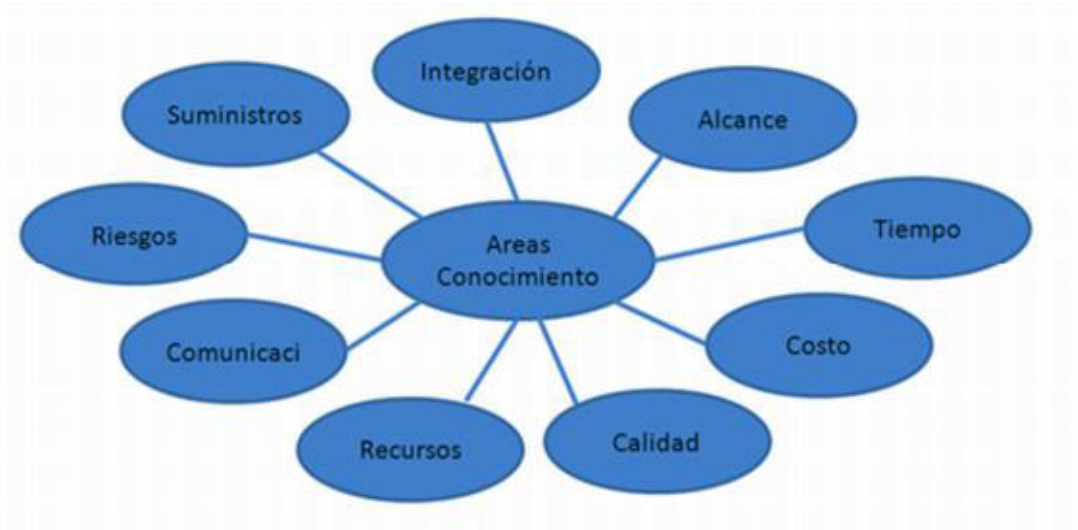 Integración
Suministros
Alcance
Riesgos
Areas
Conocimiento
Tiempo
Comunicaci
Costo
Recursos
Calidad